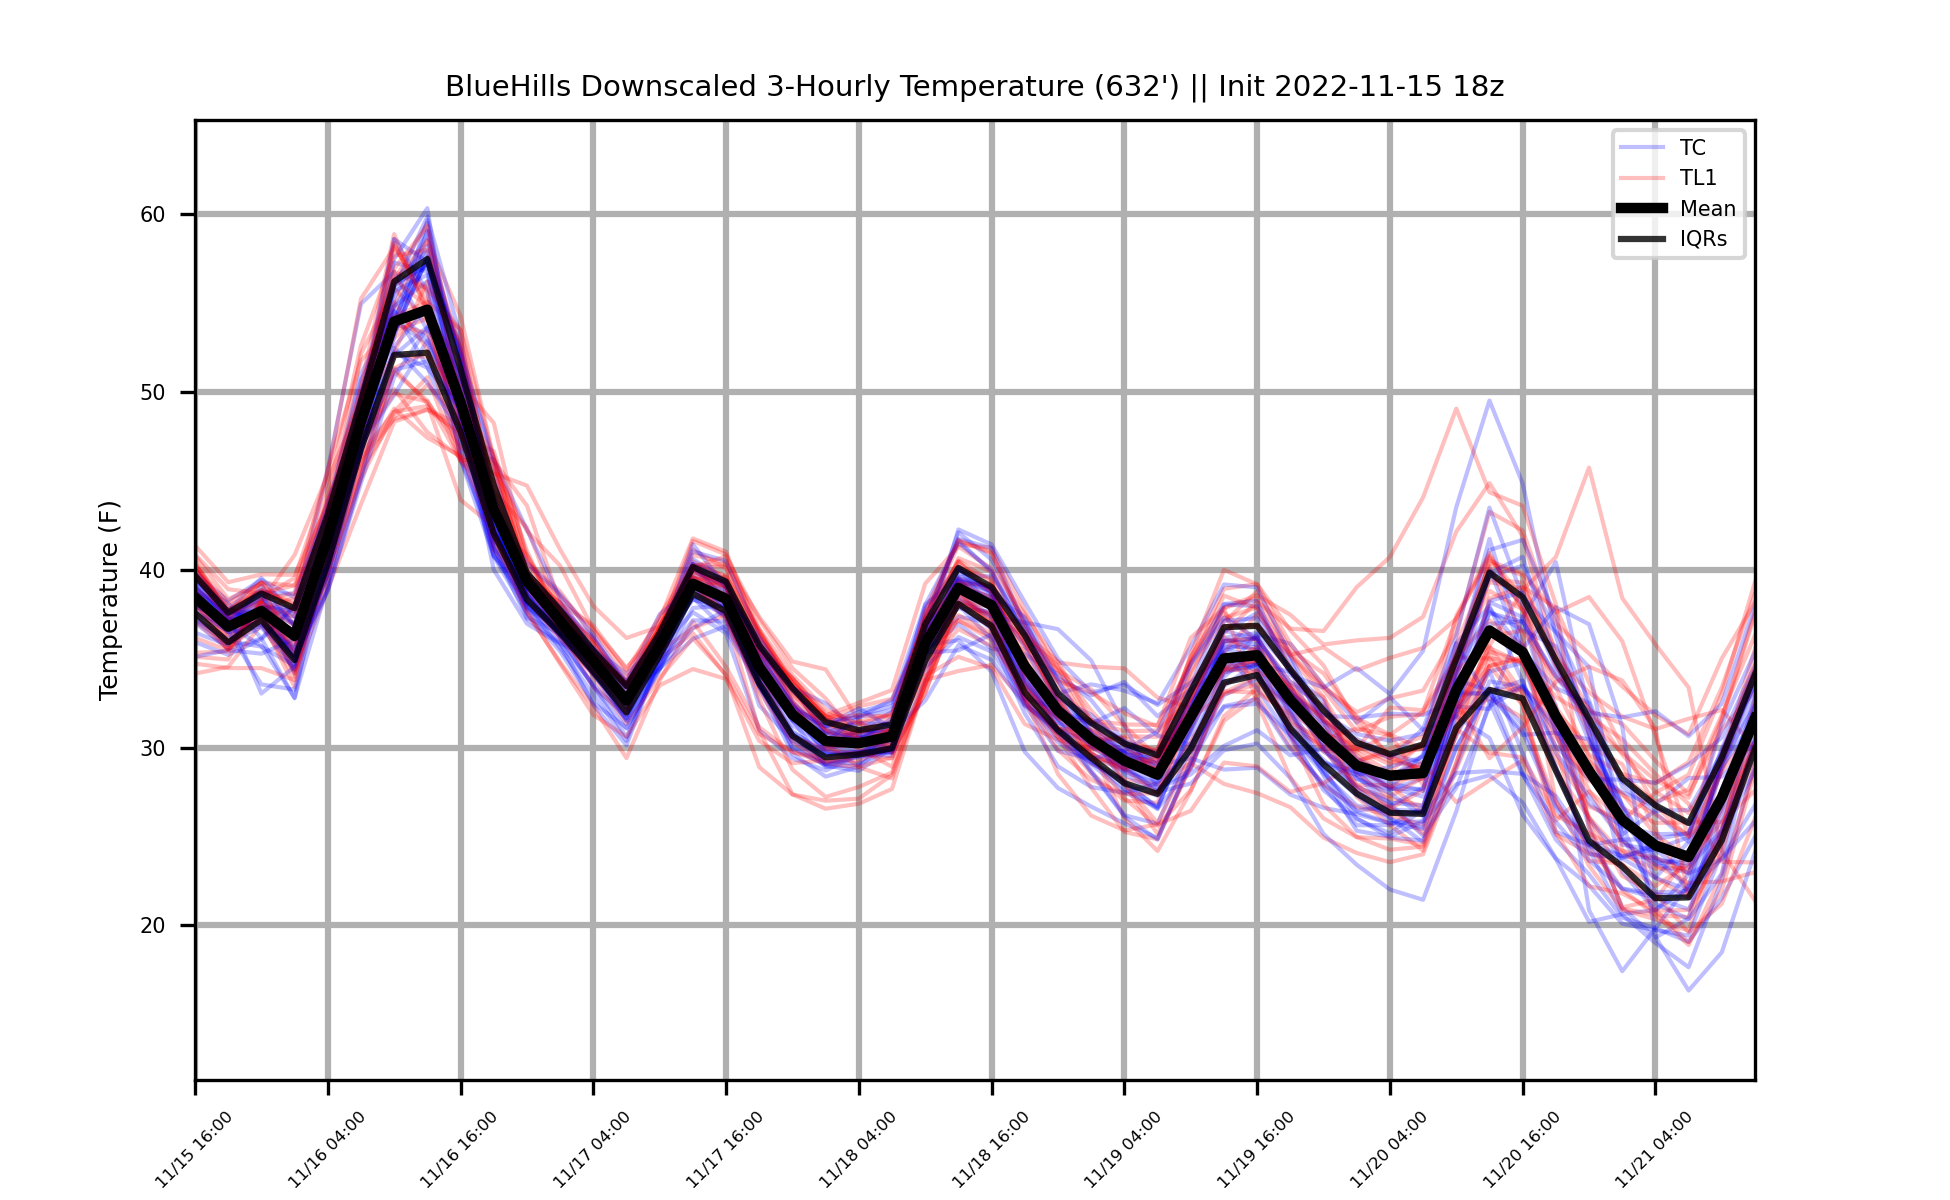 BlueHills Downscaled 3-Hourly Temperature (632') || Init 2022-11-15 18z
TC
TL1
Mean
IQRs
Temperature (F)
60
50
40
30
20
11/15 16:00
11/16 04:00
11/16 16:00
11/17 04:00
11/17 16:00
11/18 04:00
11/18 16:00
11/19 04:00
11/19 16:00
11/20 04:00
11/20 16:00
11/21 04:00